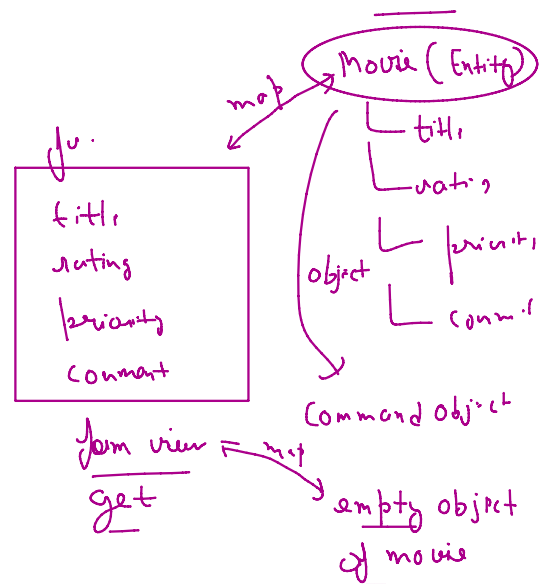 Movie (Entity)
map
title
rating
priority
comment
title
rating
priority
comment
object
command object
form view
map
get
empty object
of movie